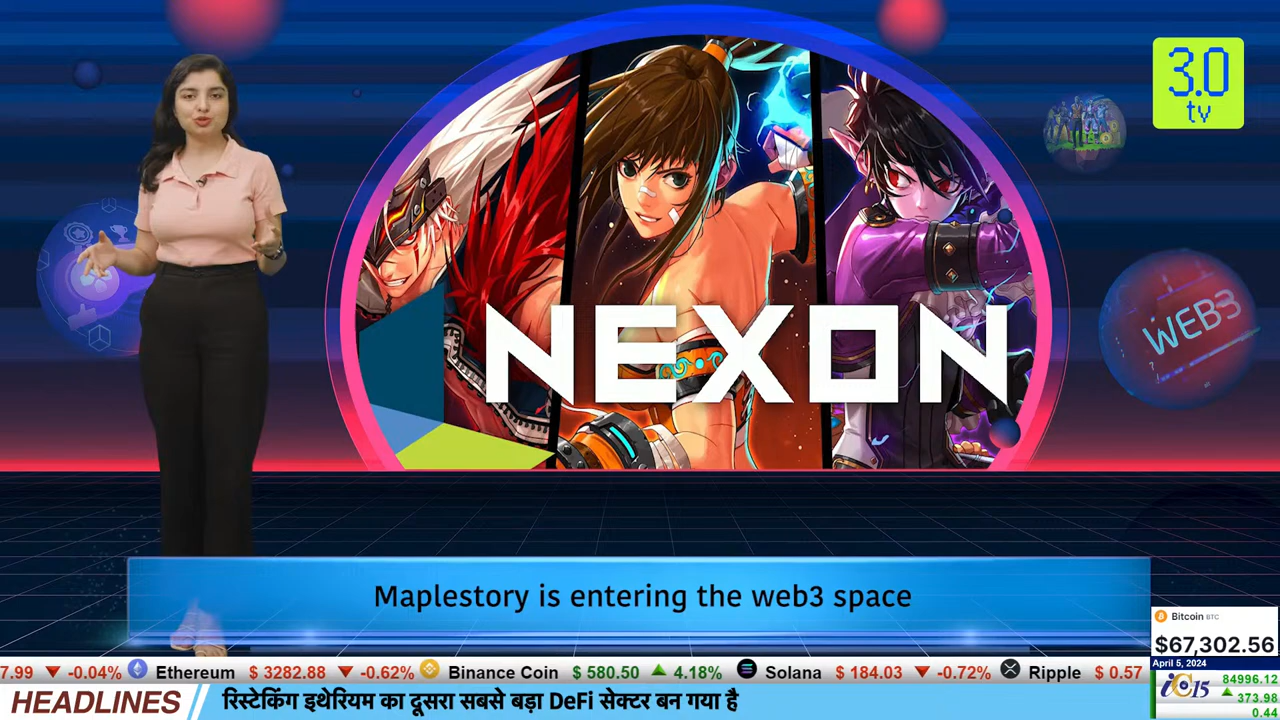 3.0
tv
WEB3
NEXON
Maplestory is entering the web3 space
Bitcoin BTC
$67,302.56
7.99 -0.04% Ethereum $ 3282.88 -0.62% Binance Coin $ 580.50 4.18% Solana $ 184.03 -0.72% Ripple $ 0.57
April 5, 2024
84996.12
ic15
373.98
0.44
HEADLINES
रिस्टेकिंग इथेरियम का दूसरा सबसे बड़ा DeFi सेक्टर बन गया है